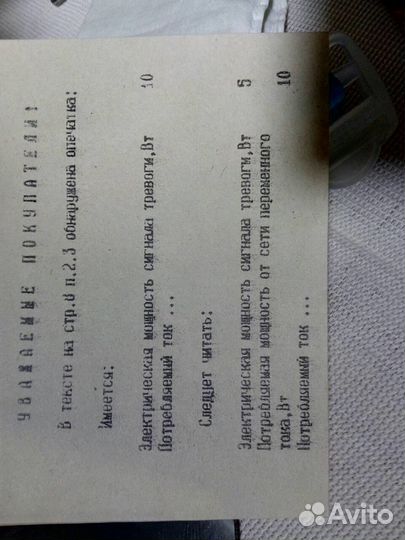 УВАЖАЕМЫЕ ПОКУПАТЕЛИ!
В тексте на стр.8 п.2.3 обнаружена опечатка:
Имеется:
Электрическая мощность сигнала тревоги,Вт 10
Потребляемый ток ...
Следует читать:
Электрическая мощность сигнала тревоги,Вт 5
Потребляемая мощность от сети переменного
тока,Вт 10
Потребляемый ток ...
Avito